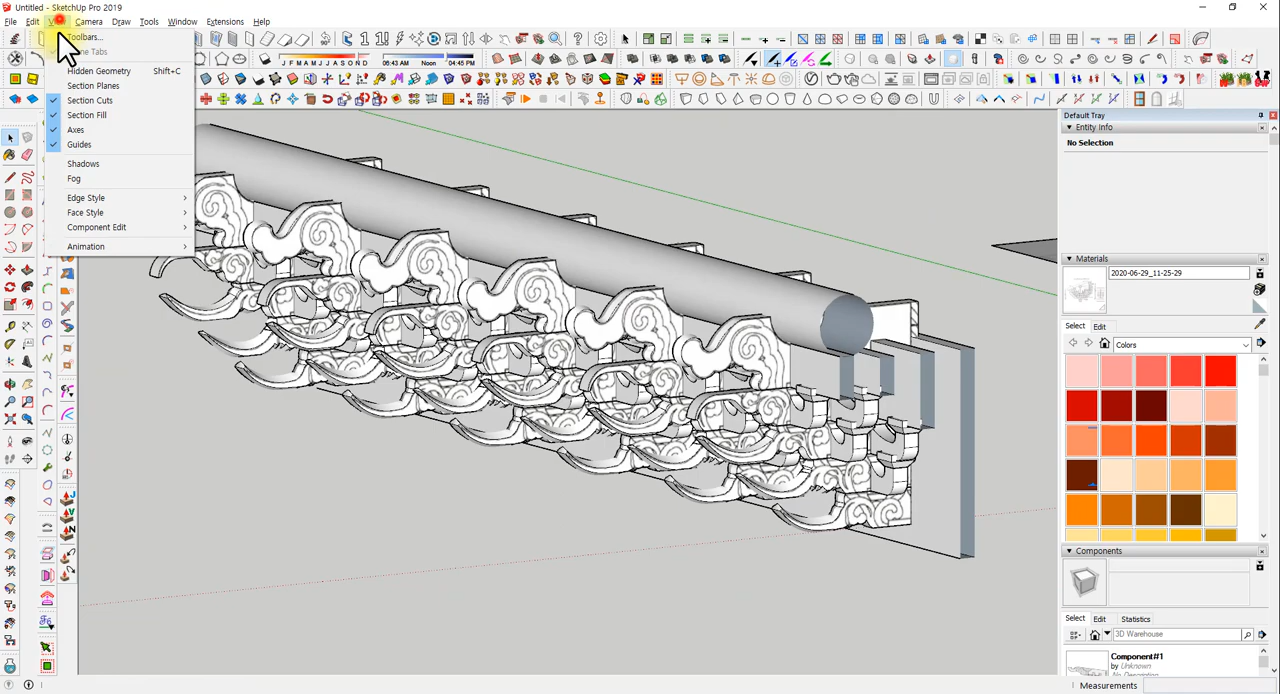 Untitled - SketchUp Pro 2019
File Edit Camera Draw Tools Window Extensions Help
Toolbars...
Tabs
Hidden Geometry Shift+C
Section Planes
Section Cuts
Section Fill
Axes
Guides
Shadows
Fog
Edge Style
Face Style
Component Edit
Animation
J F M A M J J A S O N D
06:43 AM Noon 04:45 PM
Default Tray
Entity Info
No Selection
Materials
2020-06-29_11-25-29
Select Edit
Colors
Components
Select Edit Statistics
3D Warehouse
Component#1
by Unknown
Measurements